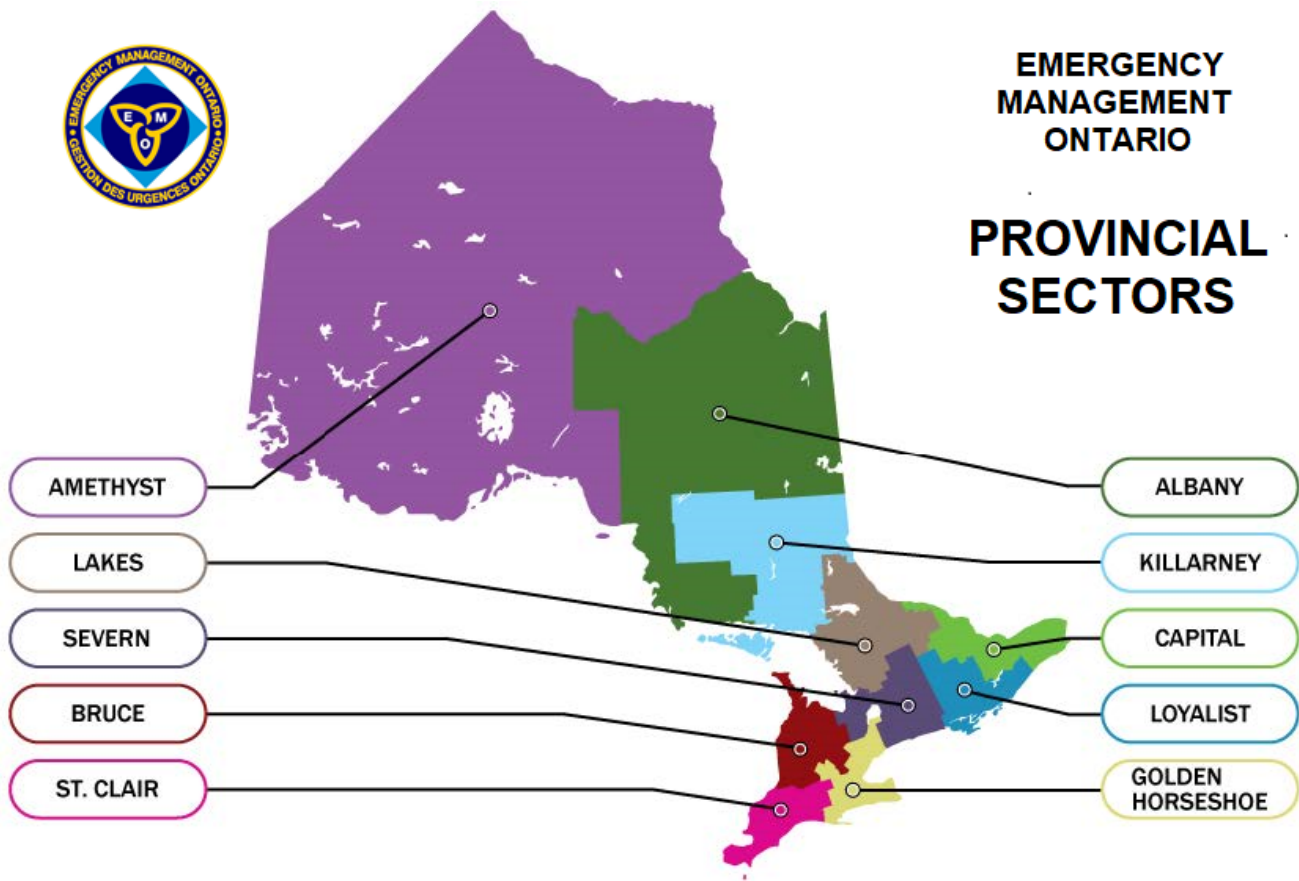 EMERGENCY MANAGEMENT ONTARIO
E M
O
GESTION DES URGENCES ONTARIO
EMERGENCY
MANAGEMENT
ONTARIO
PROVINCIAL
SECTORS
AMETHYST
LAKES
SEVERN
BRUCE
ST. CLAIR
ALBANY
KILLARNEY
CAPITAL
LOYALIST
GOLDEN
HORSESHOE